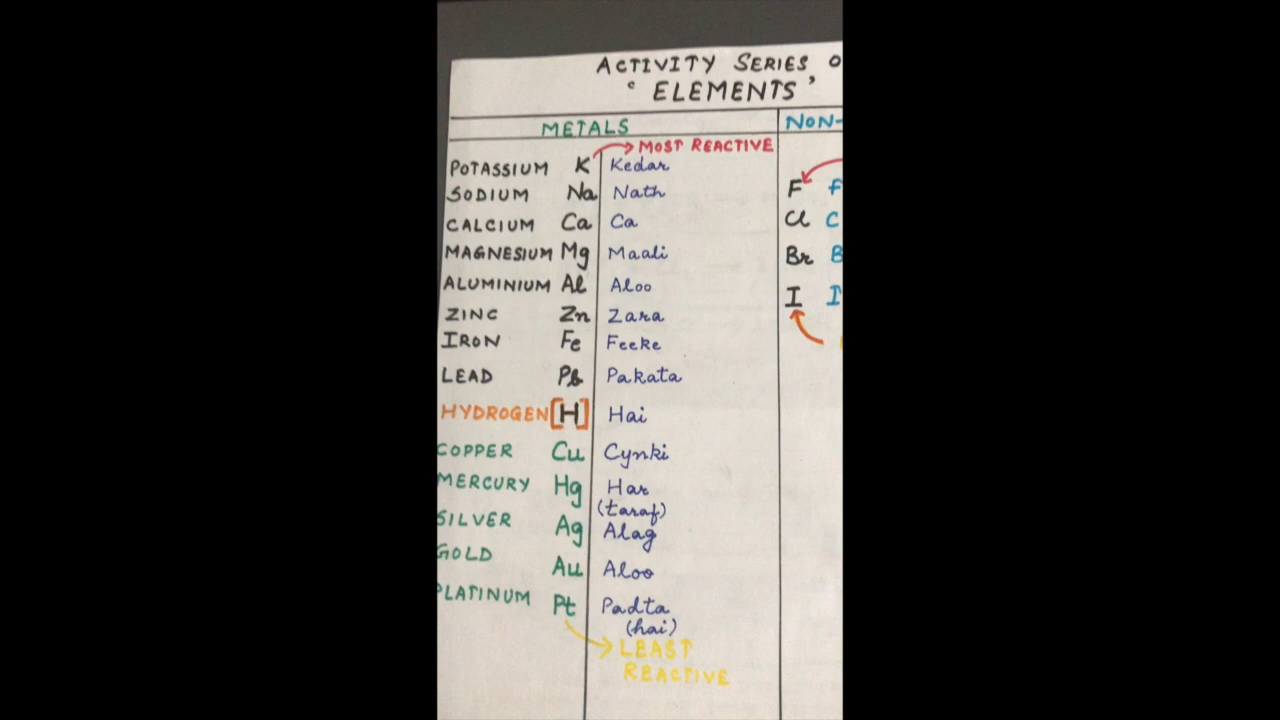 ACTIVITY SERIES O
' ELEMENTS '
METALS
NON-
→ MOST REACTIVE
POTASSIUM K Kedar
SODIUM Na Nath
CALCIUM Ca Ca
MAGNESIUM Mg Maali
ALUMINIUM Al Aloo
ZINC Zn Zara
IRON Fe Feeke
LEAD Pb Pakata
HYDROGEN [H] Hai
COPPER Cu Cynki
MERCURY Hg Har
(taraf)
SILVER Ag Alag
GOLD Au Aloo
PLATINUM Pt Padta
(hai)
→ LEAST
REACTIVE
F f
Cl C
Br B
I I